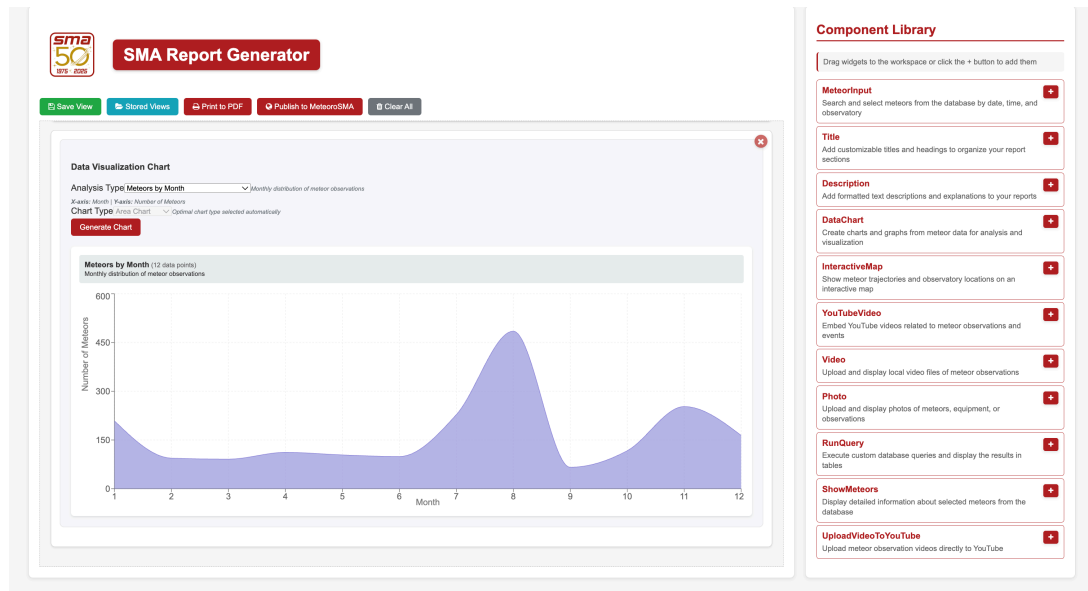 sma
50
1975 - 2025
SMA Report Generator
Save View
Stored Views
Print to PDF
Publish to MeteoroSMA
Clear All
Data Visualization Chart
Analysis Type Meteors by Month Monthly distribution of meteor observations
X-axis: Month | Y-axis: Number of Meteors
Chart Type Area Chart Optimal chart type selected automatically
Generate Chart
Meteors by Month (12 data points)
Monthly distribution of meteor observations
Number of Meteors
600
450
300
150
0
1 2 3 4 5 6 7 8 9 10 11 12
Month
Component Library
Drag widgets to the workspace or click the + button to add them
MeteorInput
+
Search and select meteors from the database by date, time, and
observatory
Title
+
Add customizable titles and headings to organize your report
sections
Description
+
Add formatted text descriptions and explanations to your reports
DataChart
+
Create charts and graphs from meteor data for analysis and
visualization
InteractiveMap
+
Show meteor trajectories and observatory locations on an
interactive map
YouTubeVideo
+
Embed YouTube videos related to meteor observations and
events
Video
+
Upload and display local video files of meteor observations
Photo
+
Upload and display photos of meteors, equipment, or
observations
RunQuery
+
Execute custom database queries and display the results in
tables
ShowMeteors
+
Display detailed information about selected meteors from the
database
UploadVideoToYouTube
+
Upload meteor observation videos directly to YouTube